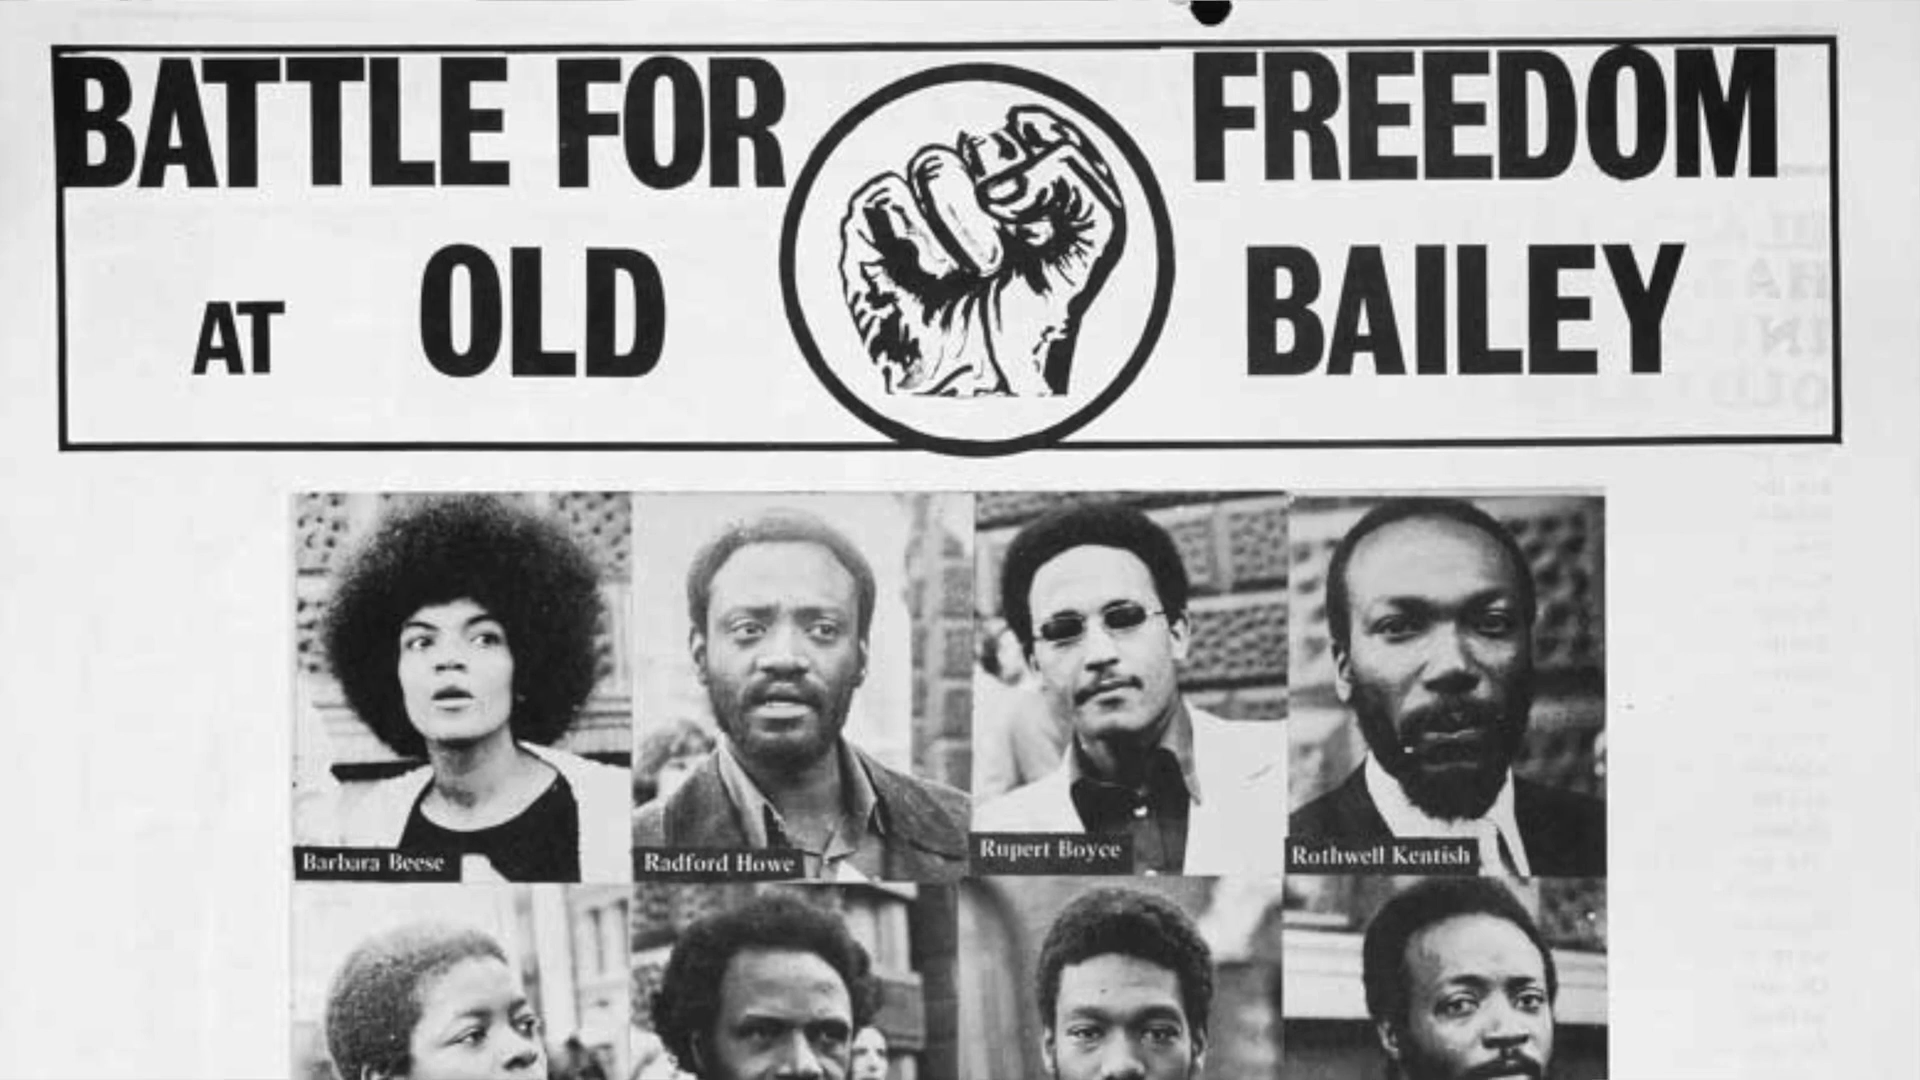 BATTLE FOR FREEDOM
AT OLD BAILEY
Barbara Beese
Radford Howe
Rupert Boyce
Rothwell Kentish